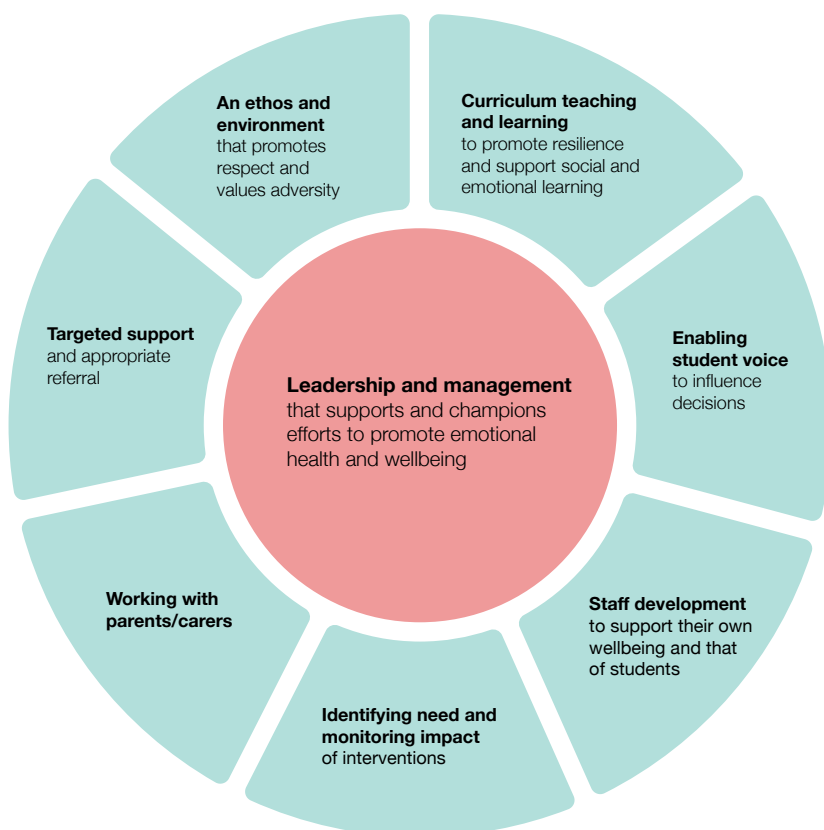 An ethos and
environment
that promotes
respect and
values adversity
Curriculum teaching
and learning
to promote resilience
and support social and
emotional learning
Enabling
student voice
to influence
decisions
Staff development
to support their own
wellbeing and that
of students
Identifying need and
monitoring impact
of interventions
Working with
parents/carers
Targeted support
and appropriate
referral
Leadership and management
that supports and champions
efforts to promote emotional
health and wellbeing